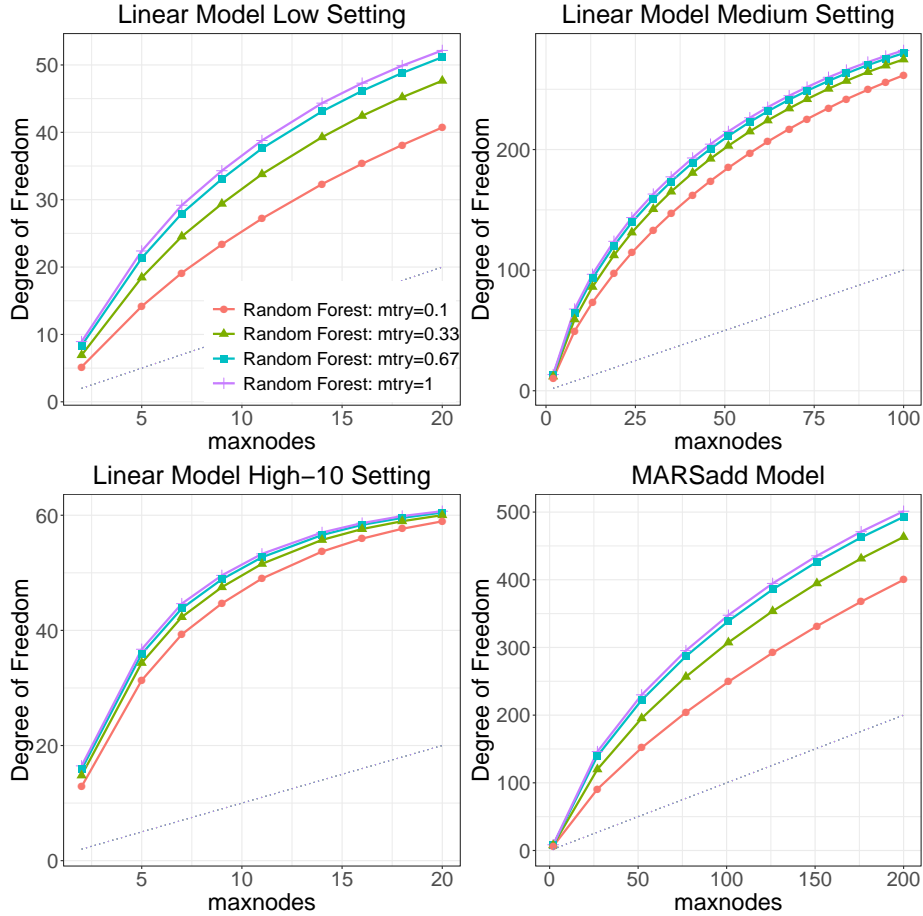 Linear Model Low Setting
Degree of Freedom
50
40
30
20
10
0
Random Forest: mtry=0.1
Random Forest: mtry=0.33
Random Forest: mtry=0.67
Random Forest: mtry=1
5 10 15 20
maxnodes
Linear Model Medium Setting
Degree of Freedom
200
100
0
0 25 50 75 100
maxnodes
Linear Model High−10 Setting
Degree of Freedom
60
40
20
0
5 10 15 20
maxnodes
MARSadd Model
Degree of Freedom
500
400
300
200
100
0
0 50 100 150 200
maxnodes